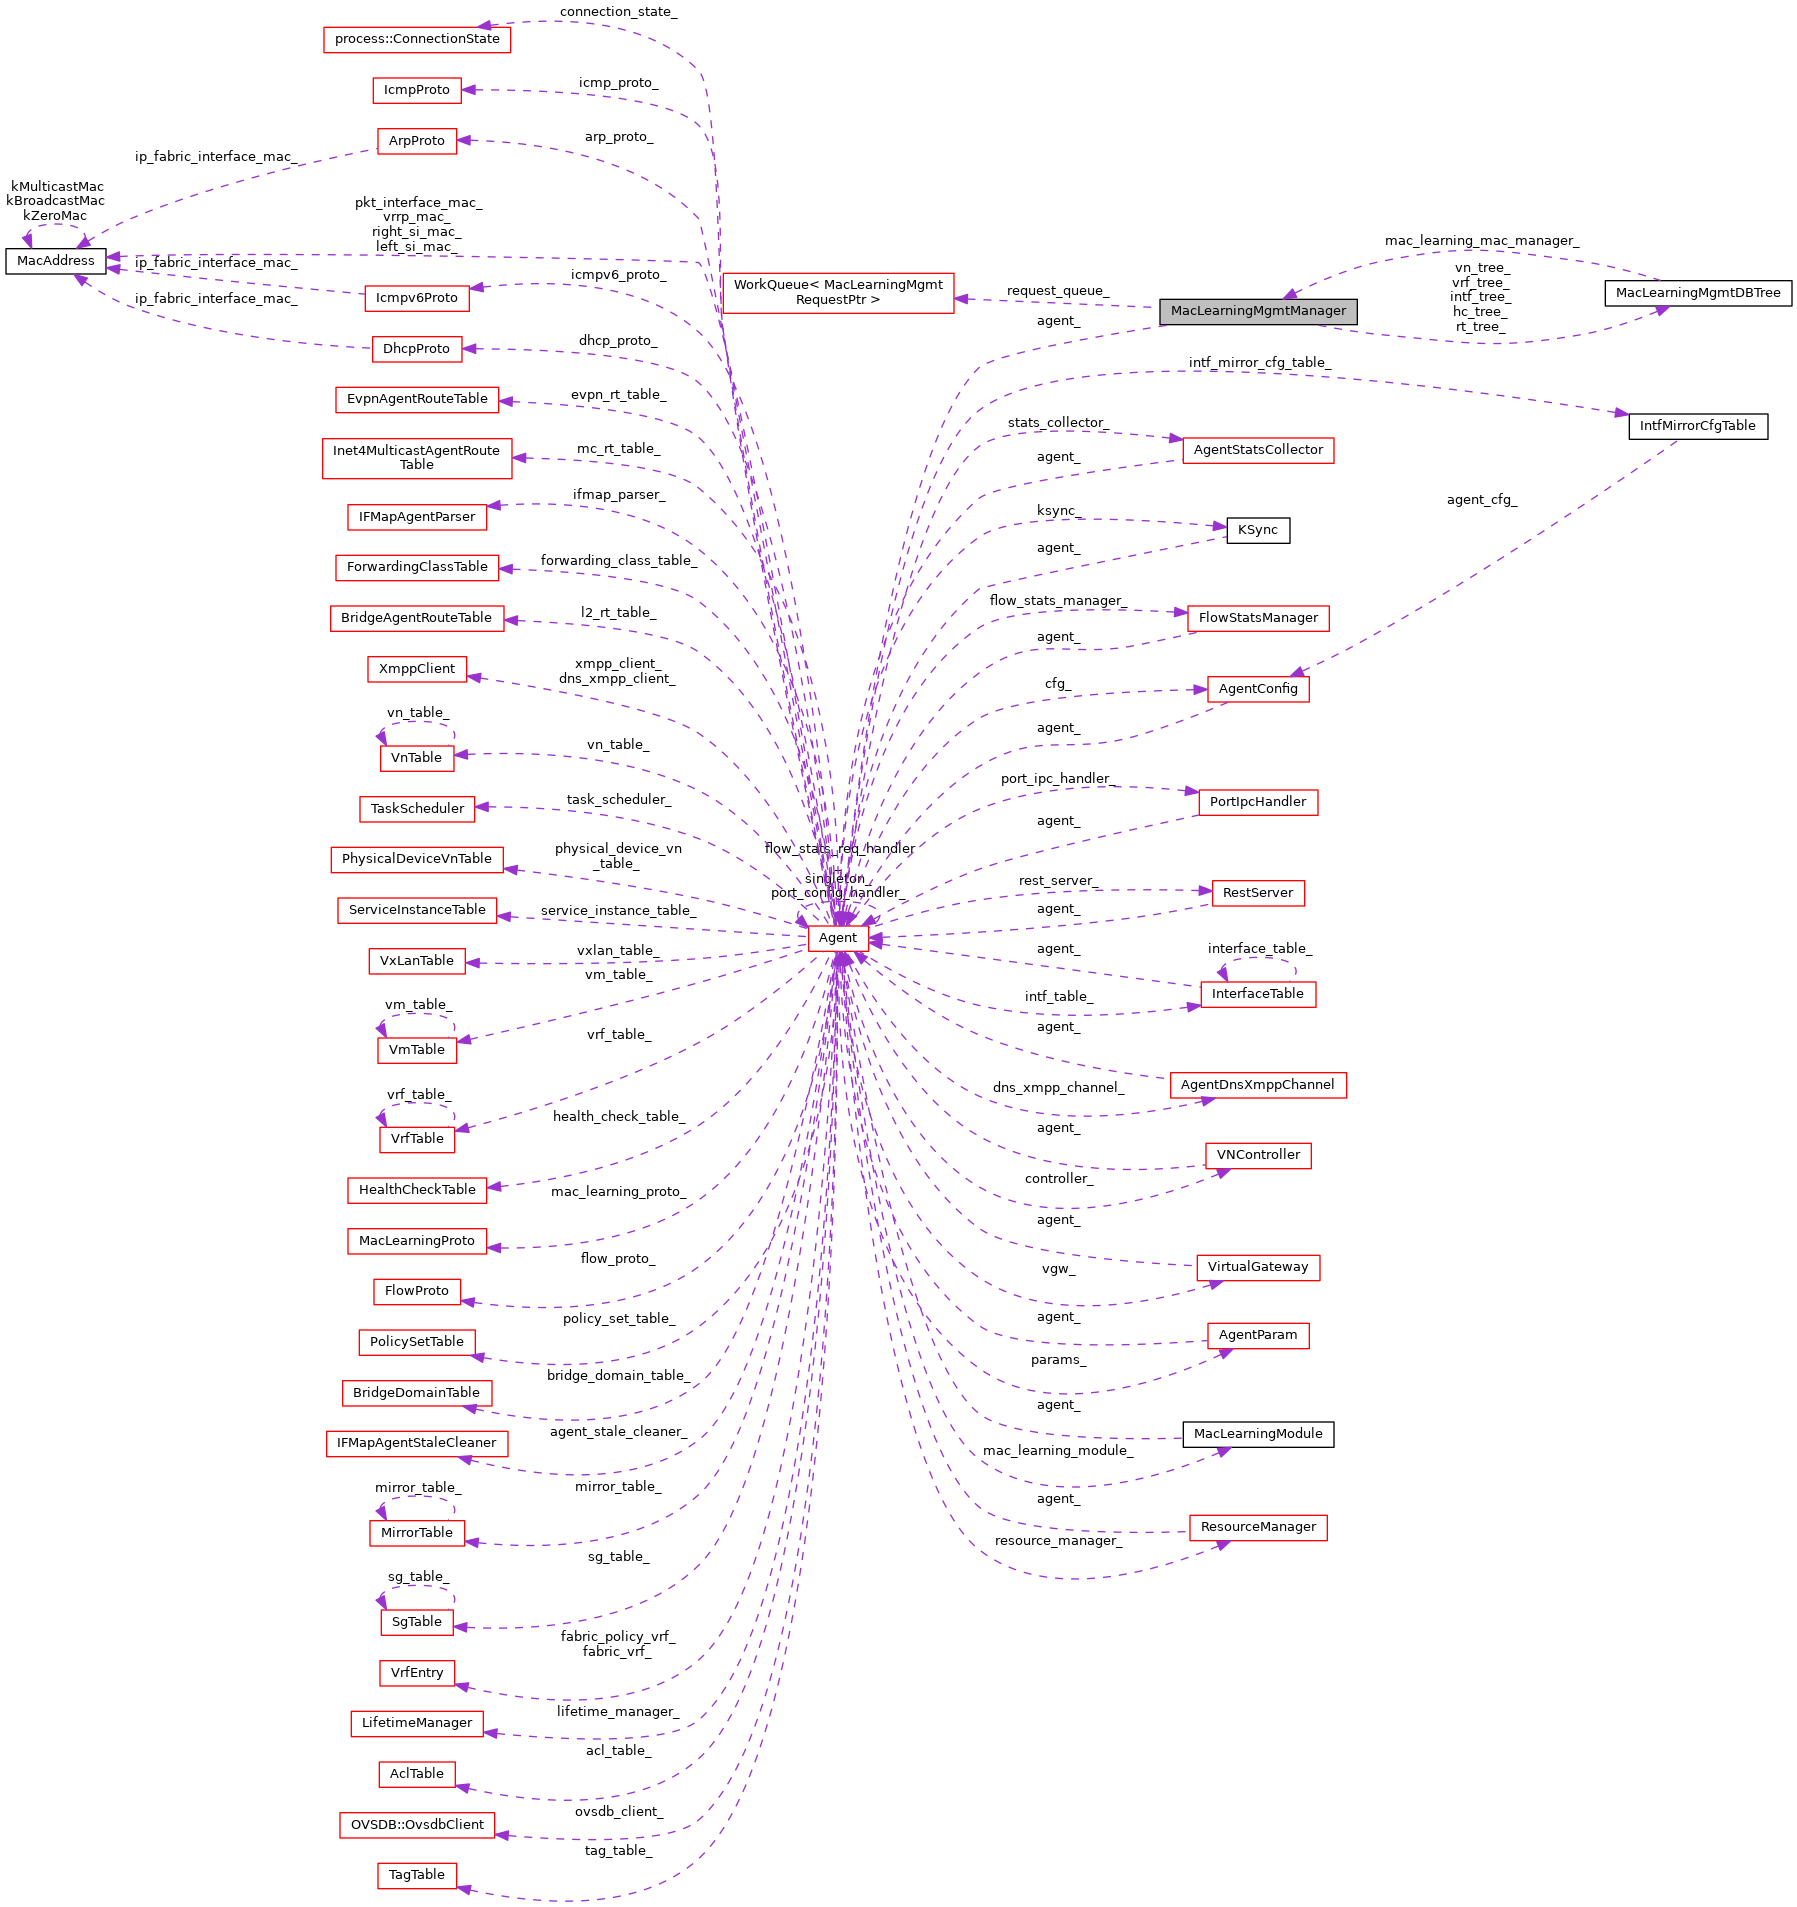 connection_state_
process::ConnectionState
icmp_proto_
IcmpProto
arp_proto_
ArpProto
ip_fabric_interface_mac_
kMulticastMac
kBroadcastMac
kZeroMac
MacAddress
pkt_interface_mac_
vrrp_mac_
right_si_mac_
left_si_mac_
ip_fabric_interface_mac_
icmpv6_proto_
Icmpv6Proto
ip_fabric_interface_mac_
dhcp_proto_
DhcpProto
evpn_rt_table_
EvpnAgentRouteTable
mc_rt_table_
Inet4MulticastAgentRoute
Table
ifmap_parser_
IFMapAgentParser
forwarding_class_table_
ForwardingClassTable
l2_rt_table_
BridgeAgentRouteTable
xmpp_client_
dns_xmpp_client_
XmppClient
vn_table_
vn_table_
VnTable
task_scheduler_
TaskScheduler
physical_device_vn
_table_
PhysicalDeviceVnTable
service_instance_table_
ServiceInstanceTable
vxlan_table_
VxLanTable
vm_table_
vm_table_
VmTable
vrf_table_
vrf_table_
VrfTable
health_check_table_
HealthCheckTable
mac_learning_proto_
MacLearningProto
flow_proto_
FlowProto
policy_set_table_
PolicySetTable
bridge_domain_table_
BridgeDomainTable
agent_stale_cleaner_
IFMapAgentStaleCleaner
mirror_table_
mirror_table_
MirrorTable
sg_table_
sg_table_
SgTable
fabric_policy_vrf_
fabric_vrf_
VrfEntry
lifetime_manager_
LifetimeManager
acl_table_
AclTable
ovsdb_client_
OVSDB::OvsdbClient
tag_table_
TagTable
flow_stats_req_handler
_
singleton_
port_config_handler_
Agent
WorkQueue< MacLearningMgmt
RequestPtr >
request_queue_
agent_
MacLearningMgmtManager
mac_learning_mac_manager_
vn_tree_
vrf_tree_
intf_tree_
hc_tree_
rt_tree_
MacLearningMgmtDBTree
intf_mirror_cfg_table_
IntfMirrorCfgTable
agent_cfg_
stats_collector_
agent_
AgentStatsCollector
ksync_
agent_
KSync
flow_stats_manager_
agent_
FlowStatsManager
cfg_
agent_
AgentConfig
port_ipc_handler_
agent_
PortIpcHandler
rest_server_
agent_
RestServer
agent_
interface_table_
intf_table_
InterfaceTable
agent_
dns_xmpp_channel_
AgentDnsXmppChannel
agent_
controller_
VNController
agent_
vgw_
VirtualGateway
agent_
params_
AgentParam
agent_
mac_learning_module_
MacLearningModule
agent_
resource_manager_
ResourceManager